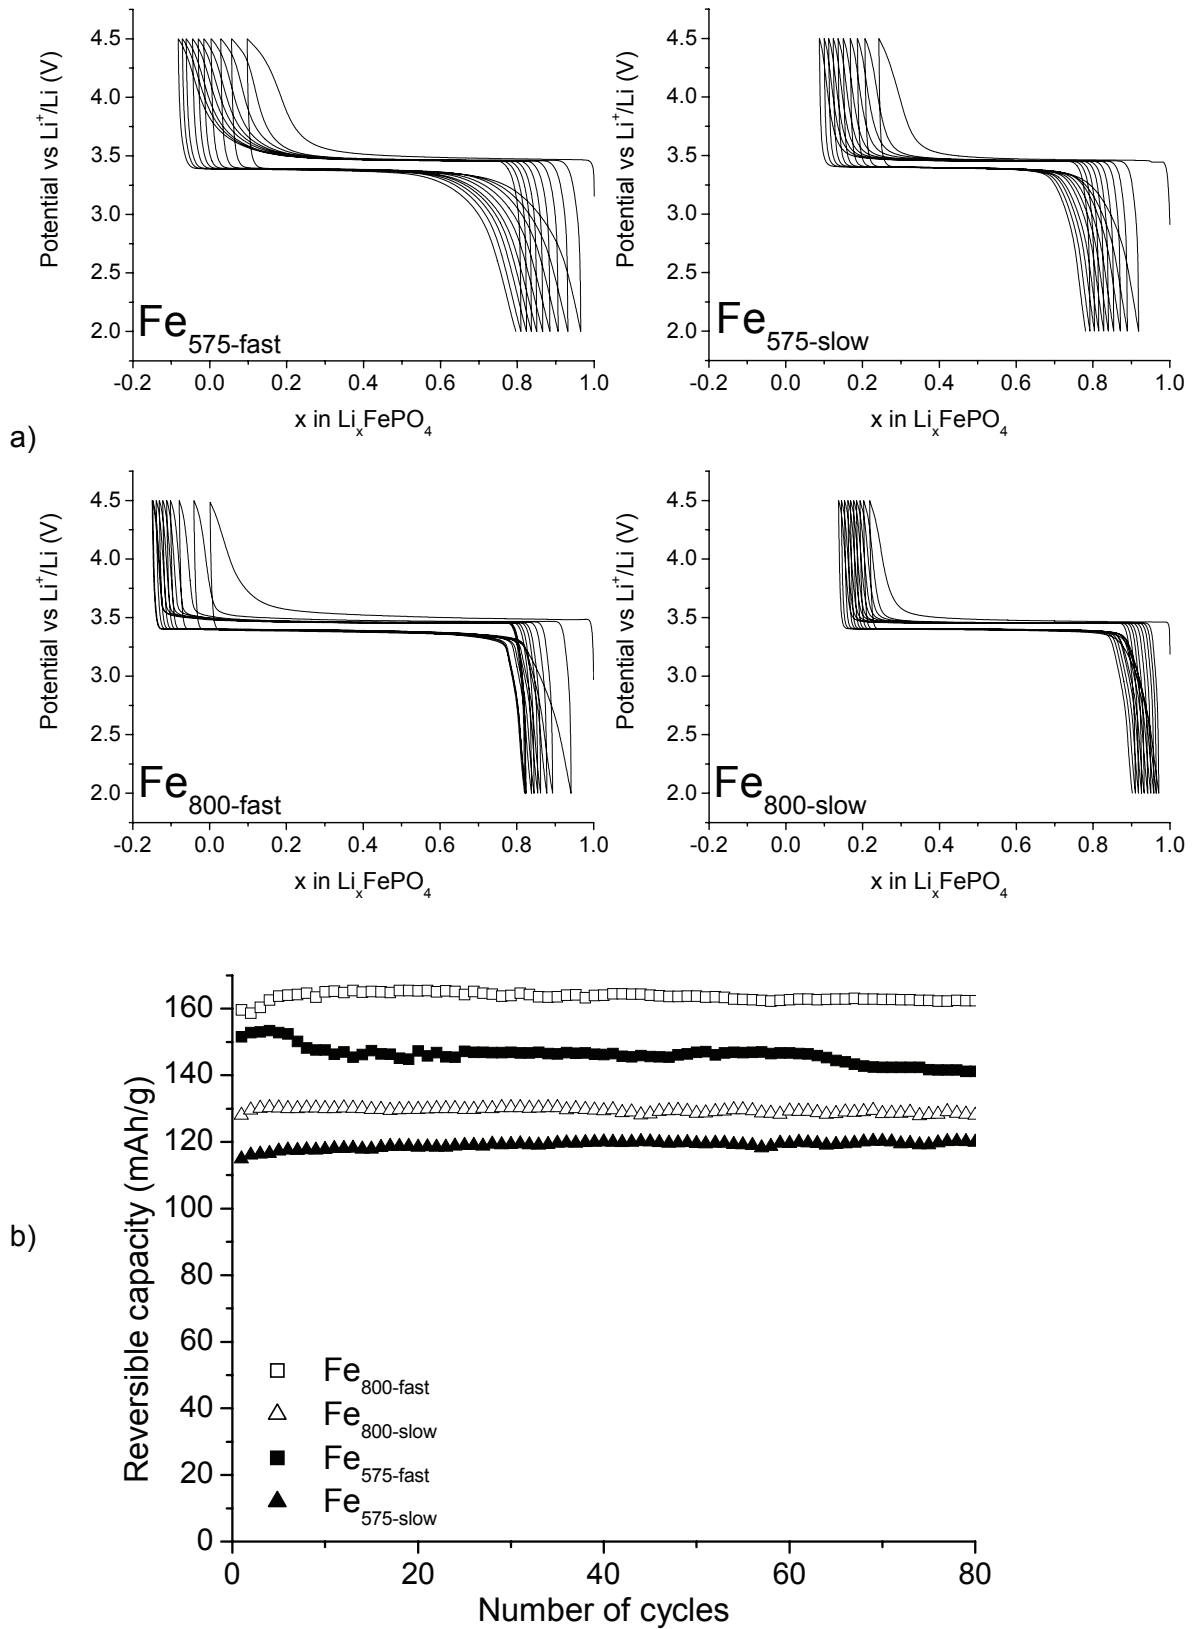 4.5
4.0
3.5
3.0
2.5
2.0
Potential vs Li⁺/Li (V)
Fe₅₇₅₋fast
-0.2 0.0 0.2 0.4 0.6 0.8 1.0
x in LiₓFePO₄
4.5
4.0
3.5
3.0
2.5
2.0
Potential vs Li⁺/Li (V)
Fe₅₇₅₋slow
-0.2 0.0 0.2 0.4 0.6 0.8 1.0
x in LiₓFePO₄
a)
4.5
4.0
3.5
3.0
2.5
2.0
Potential vs Li⁺/Li (V)
Fe₈₀₀₋fast
-0.2 0.0 0.2 0.4 0.6 0.8 1.0
x in LiₓFePO₄
4.5
4.0
3.5
3.0
2.5
2.0
Potential vs Li⁺/Li (V)
Fe₈₀₀₋slow
-0.2 0.0 0.2 0.4 0.6 0.8 1.0
x in LiₓFePO₄
b)
160
140
120
100
80
60
40
20
0
Reversible capacity (mAh/g)
Fe₈₀₀₋fast
Fe₈₀₀₋slow
Fe₅₇₅₋fast
Fe₅₇₅₋slow
0 20 40 60 80
Number of cycles